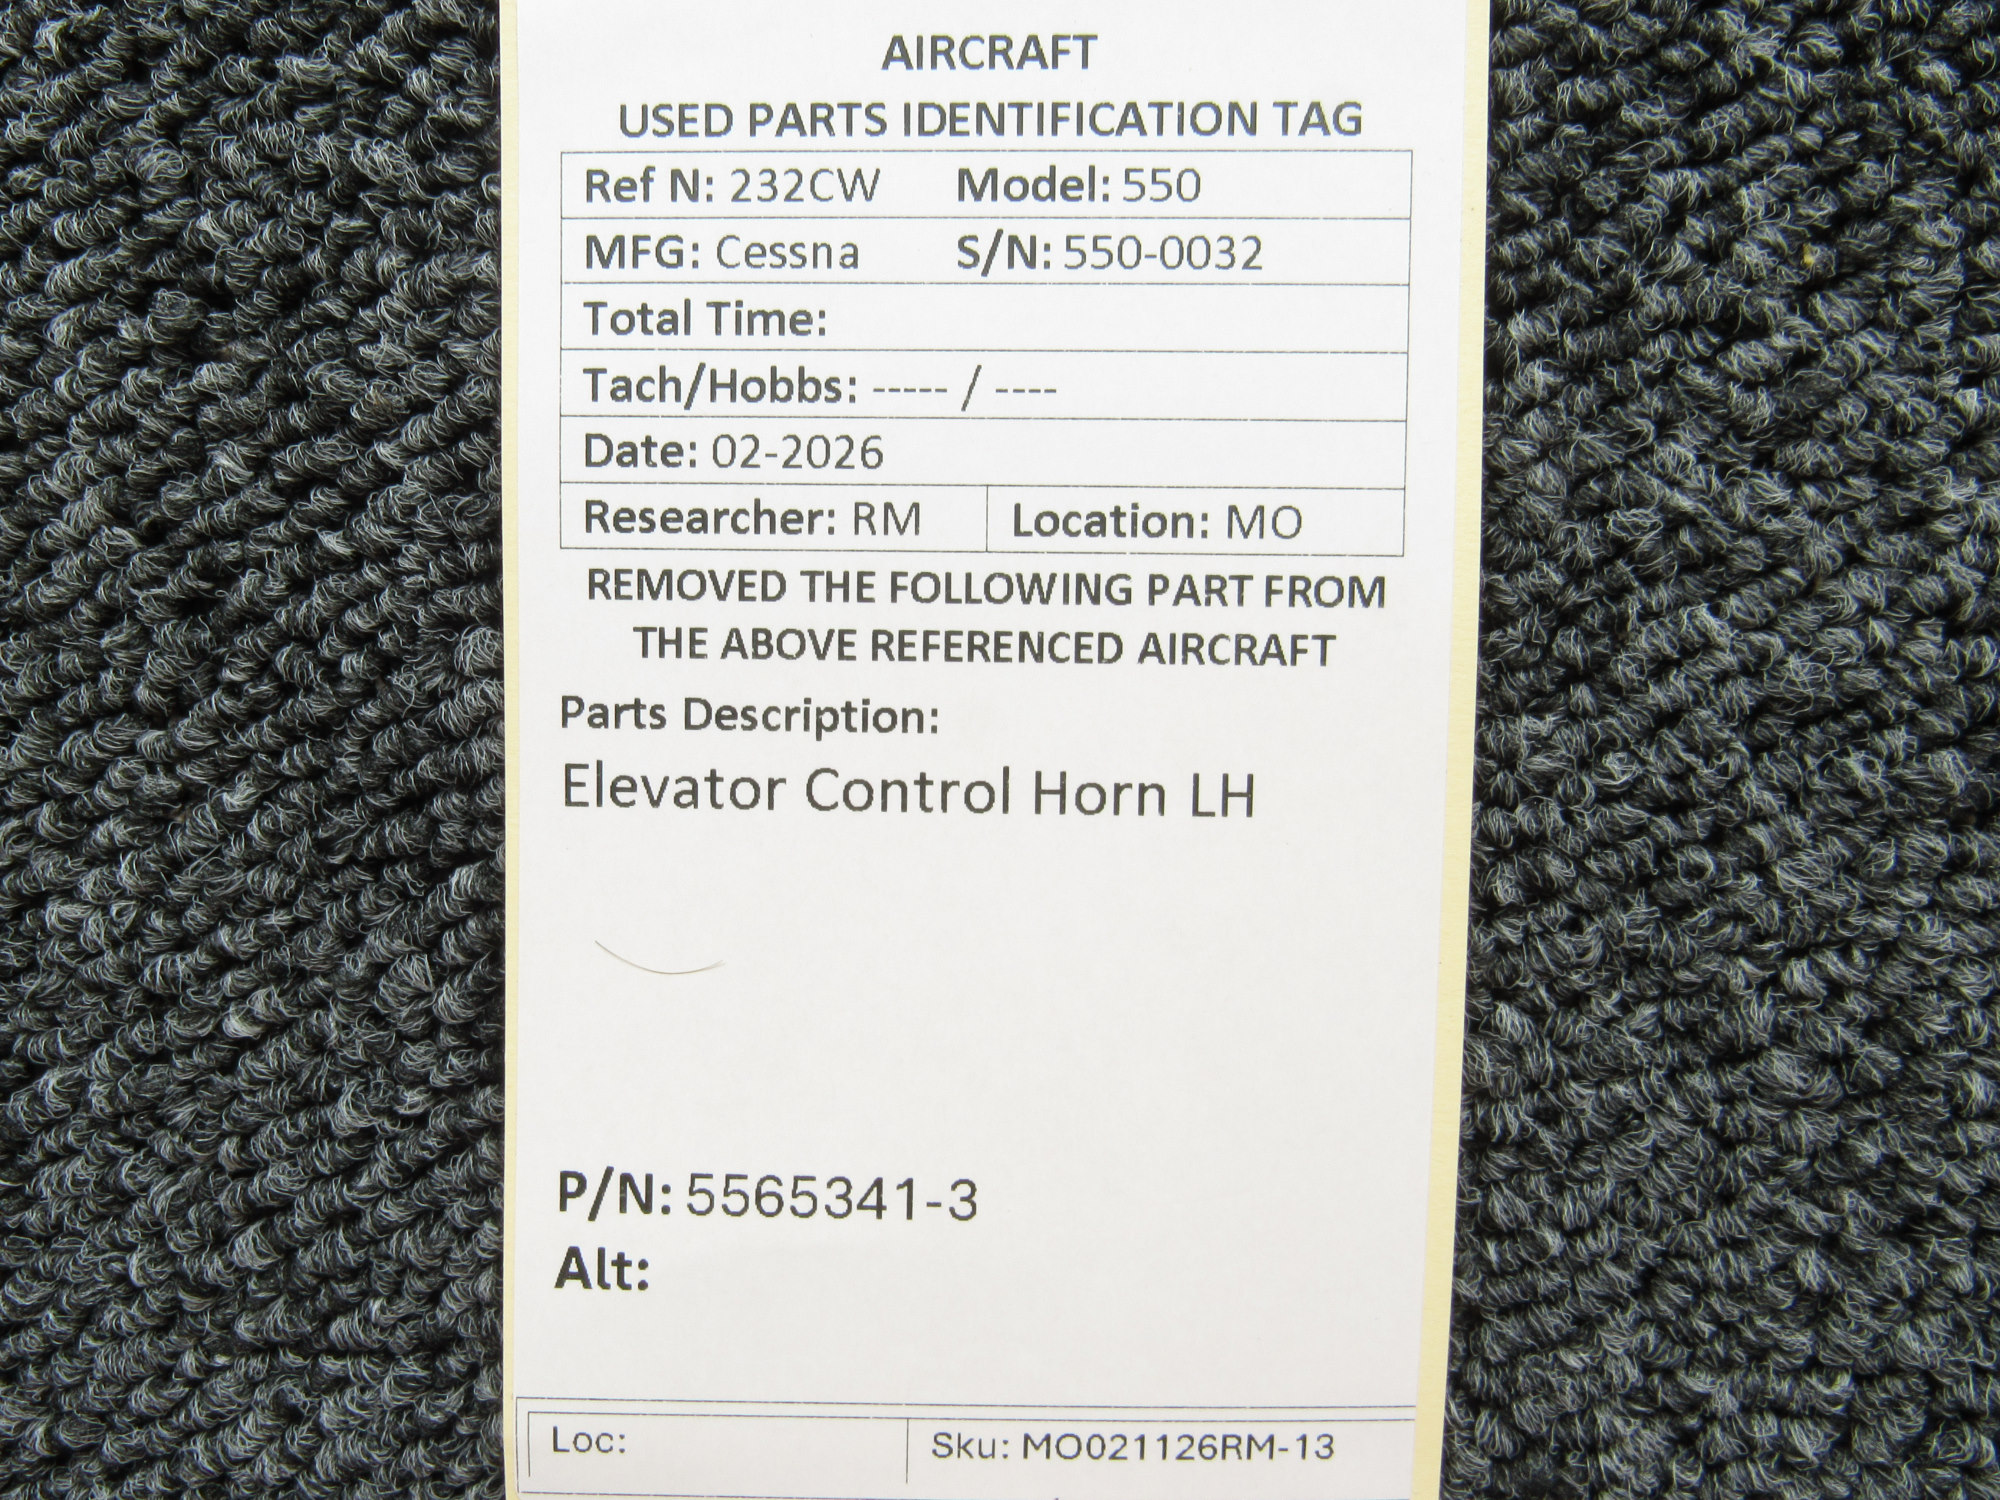 AIRCRAFT
USED PARTS IDENTIFICATION TAG
Ref N: 232CW Model: 550
MFG: Cessna S/N: 550-0032
Total Time:
Tach/Hobbs: ----- / ----
Date: 02-2026
Researcher: RM Location: MO
REMOVED THE FOLLOWING PART FROM
THE ABOVE REFERENCED AIRCRAFT
Parts Description:
Elevator Control Horn LH
P/N: 5565341-3
Alt:
Loc: Sku: MO021126RM-13